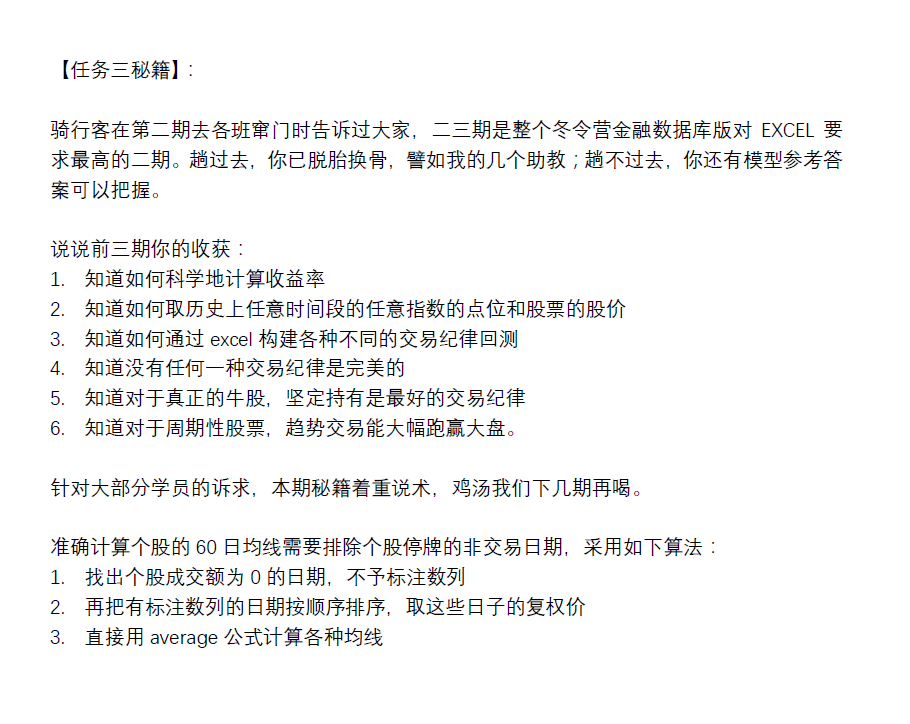 【任务三秘籍】：
骑行客在第二期去各班窜门时告诉过大家，二三期是整个冬令营金融数据库版对 EXCEL 要
求最高的二期。趟过去，你已脱胎换骨，譬如我的几个助教；趟不过去，你还有模型参考答
案可以把握。
说说前三期你的收获：
1. 知道如何科学地计算收益率
2. 知道如何取历史上任意时间段的任意指数的点位和股票的股价
3. 知道如何通过 excel 构建各种不同的交易纪律回测
4. 知道没有任何一种交易纪律是完美的
5. 知道对于真正的牛股，坚定持有是最好的交易纪律
6. 知道对于周期性股票，趋势交易能大幅跑赢大盘。
针对大部分学员的诉求，本期秘籍着重说术，鸡汤我们下几期再喝。
准确计算个股的 60 日均线需要排除个股停牌的非交易日期，采用如下算法：
1. 找出个股成交额为 0 的日期，不予标注数列
2. 再把有标注数列的日期按顺序排序，取这些日子的复权价
3. 直接用 average 公式计算各种均线